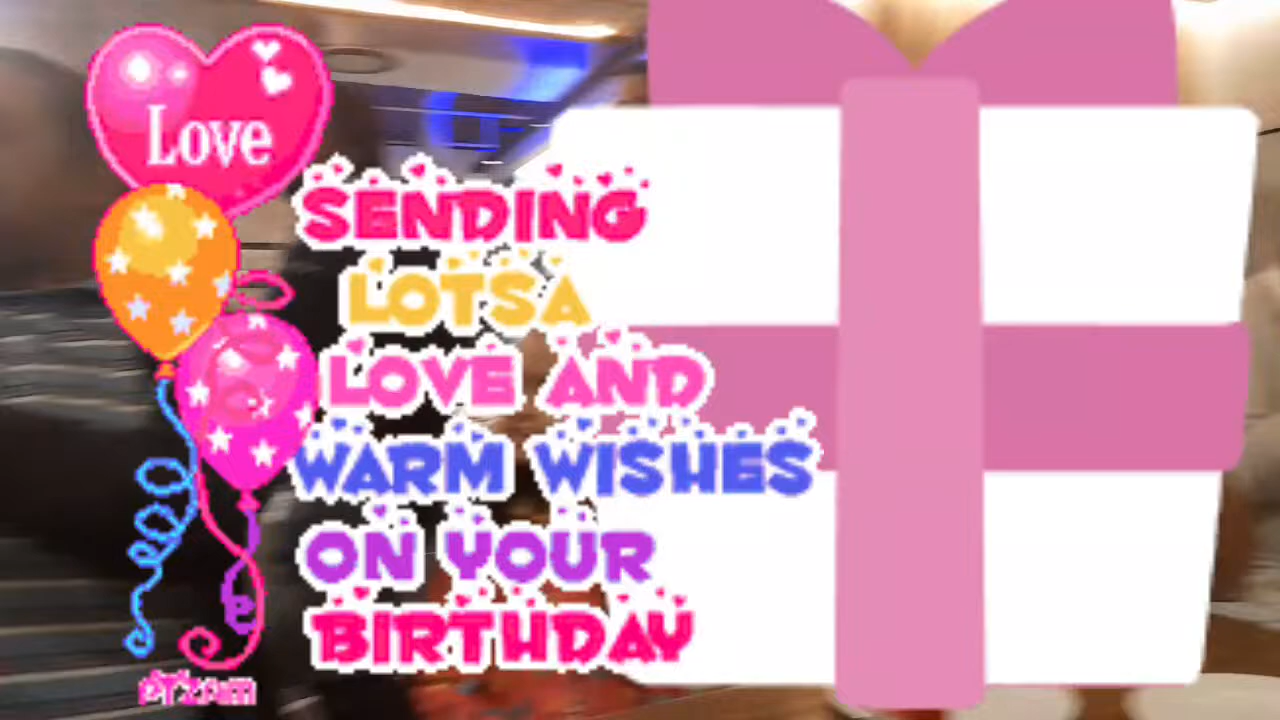 Love
SENDING
LOTSA
LOVE AND
WARM WISHES
ON YOUR
BIRTHDAY